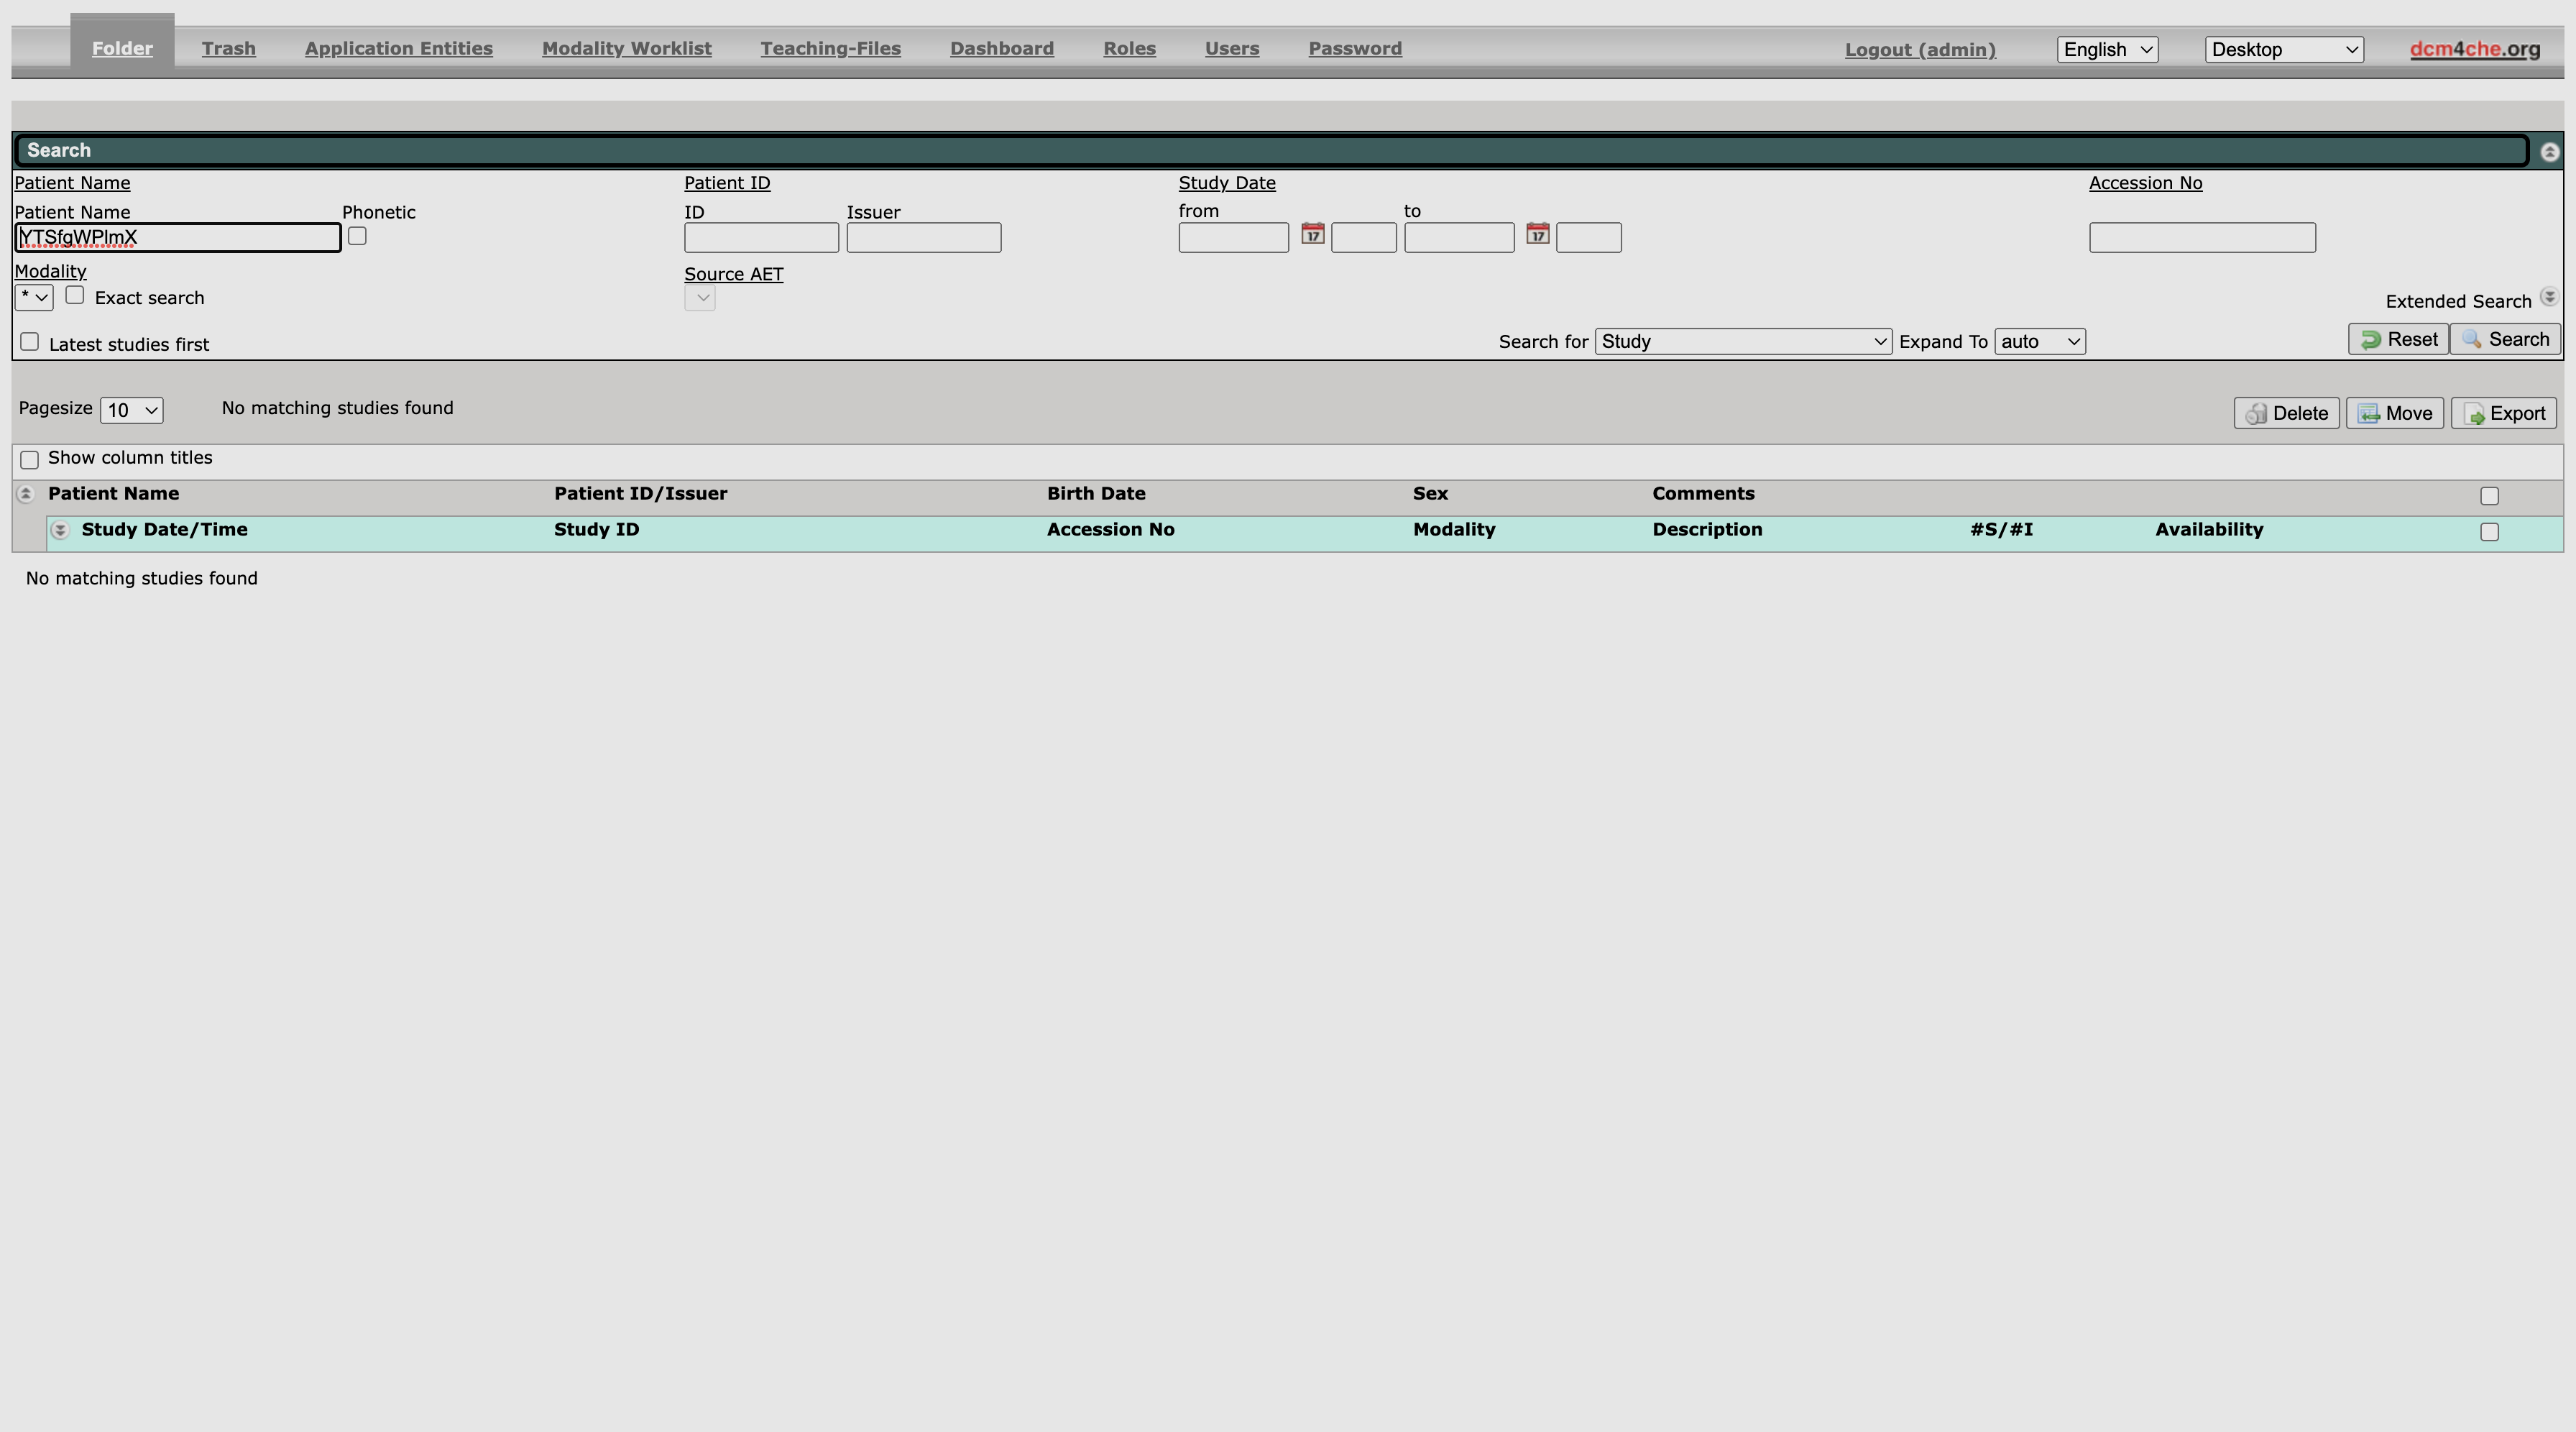 Folder Trash Application Entities Modality Worklist Teaching-Files Dashboard Roles Users Password Logout (admin) English Desktop dcm4che.org
Search
Patient Name Patient ID Study Date Accession No
Patient Name Phonetic ID Issuer from to
YTSfgWPlmX 17 17
Modality Source AET
* Exact search Extended Search
Latest studies first Search for Study Expand To auto Reset Search
Pagesize 10 No matching studies found Delete Move Export
Show column titles
Patient Name Patient ID/Issuer Birth Date Sex Comments
Study Date/Time Study ID Accession No Modality Description #S/#I Availability
No matching studies found